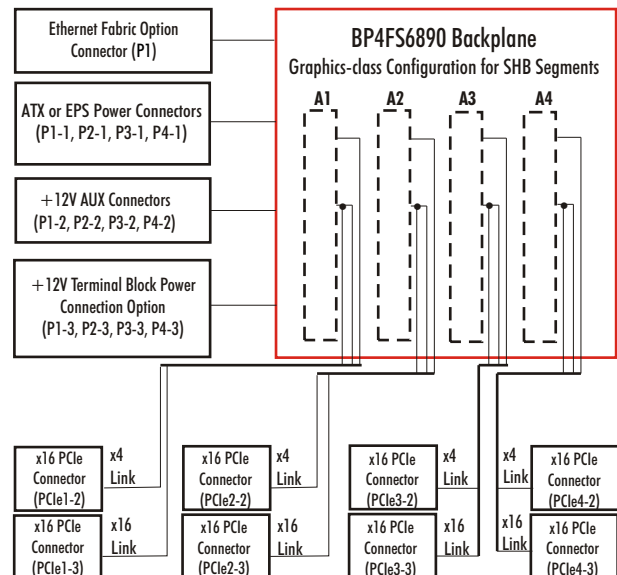 Ethernet Fabric Option
Connector (P1)
BP4FS6890 Backplane
Graphics-class Configuration for SHB Segments
A1 A2 A3 A4
ATX or EPS Power Connectors
(P1-1, P2-1, P3-1, P4-1)
+12V AUX Connectors
(P1-2, P2-2, P3-2, P4-2)
+12V Terminal Block Power
Connection Option
(P1-3, P2-3, P3-3, P4-3)
x16 PCIe
Connector
(PCIe1-2)
x4
Link
x16 PCIe
Connector
(PCIe2-2)
x4
Link
x16 PCIe
Connector
(PCIe3-2)
x4
Link
x4
Link
x16 PCIe
Connector
(PCIe4-2)
x16 PCIe
Connector
(PCIe1-3)
x16
Link
x16 PCIe
Connector
(PCIe2-3)
x16
Link
x16 PCIe
Connector
(PCIe3-3)
x16
Link
x16
Link
x16 PCIe
Connector
(PCIe4-3)